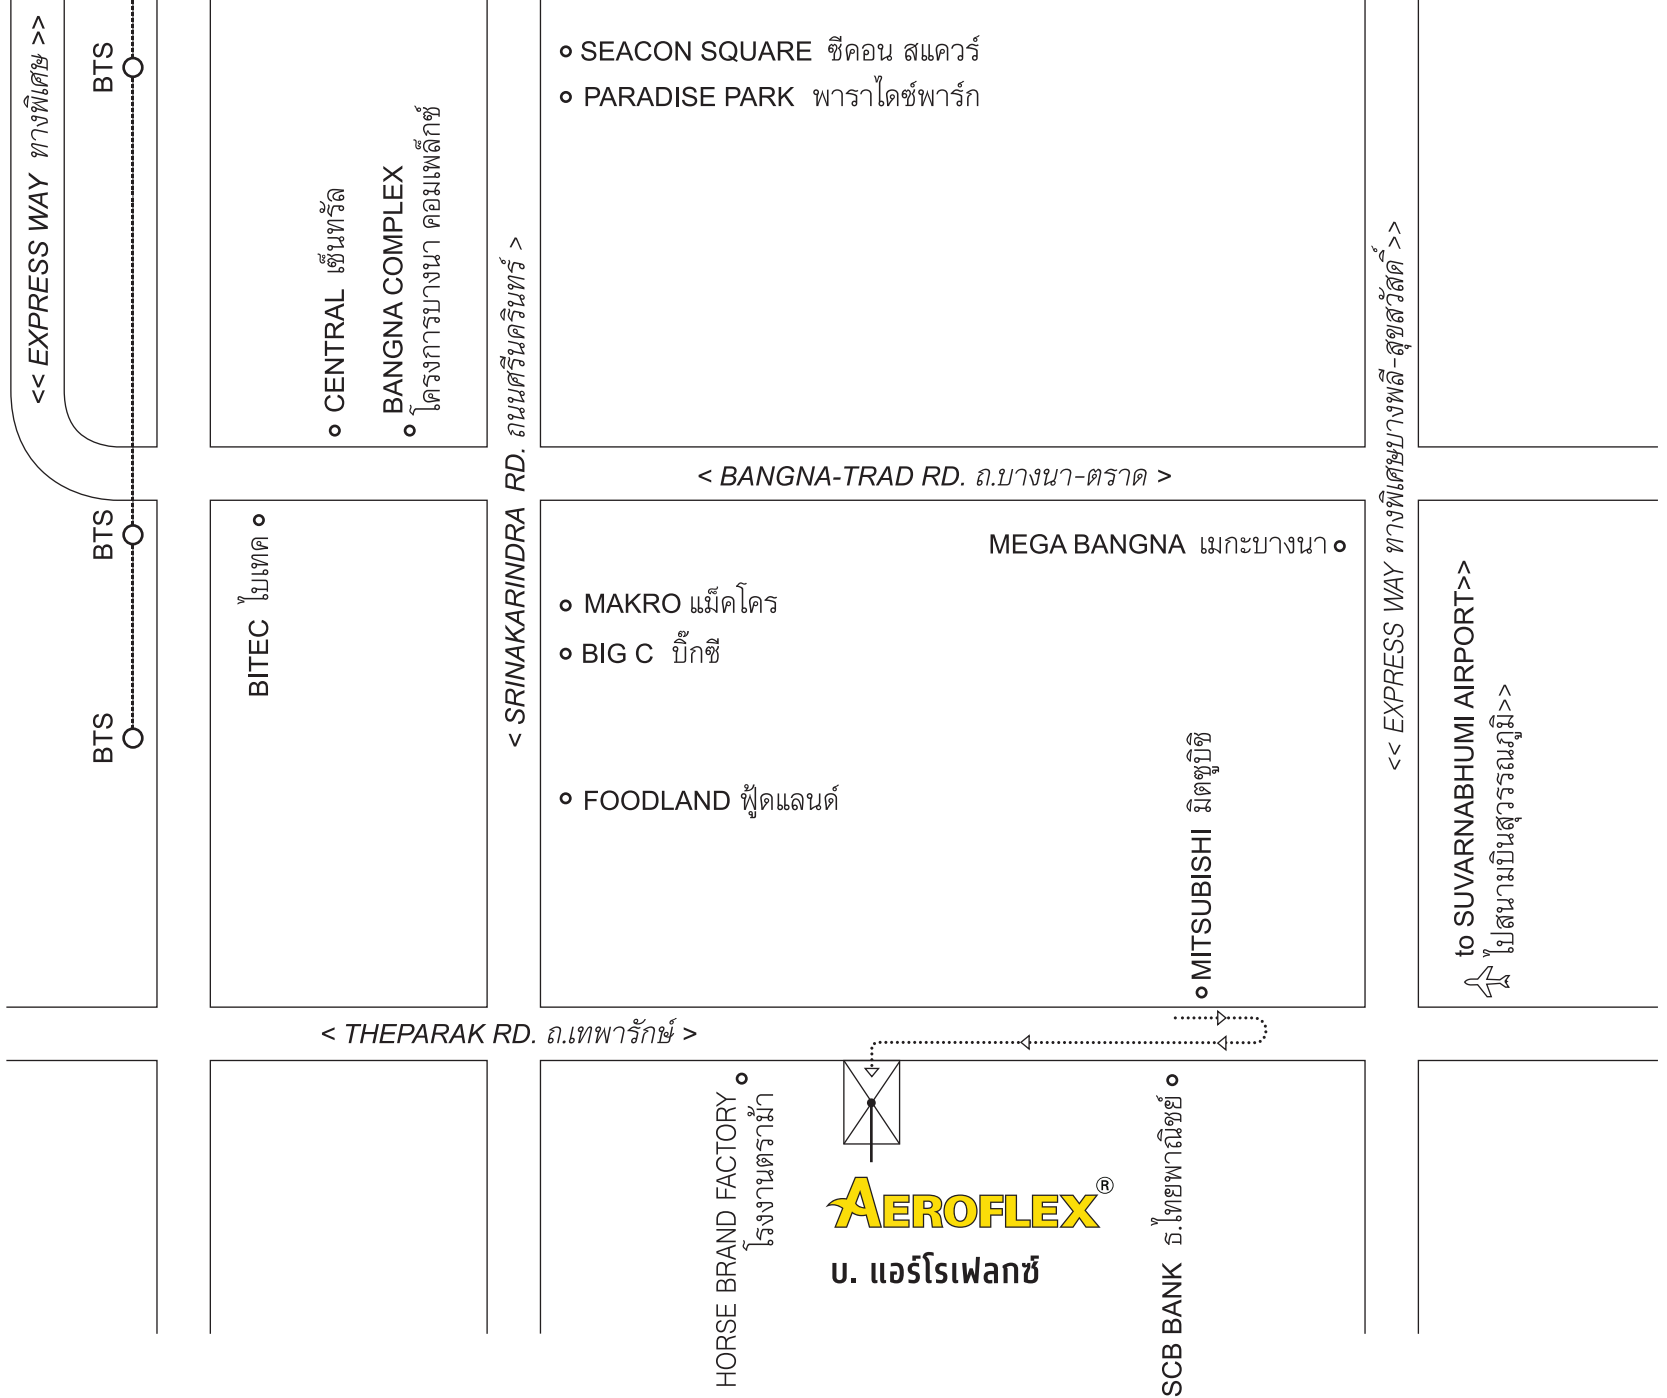 << EXPRESS WAY ทางพิเศษ >>
BTS
SEACON SQUARE ซีคอน สแควร์
PARADISE PARK พาราไดซ์พาร์ก
CENTRAL เซ็นทรัล
BANGNA COMPLEX
โครงการบางนา คอมเพล็กซ์
< SRINAKARINDRA RD. ถนนศรีนครินทร์ >
<< EXPRESS WAY ทางพิเศษบางพลี-สุขสวัสดิ์ >>
< BANGNA-TRAD RD. ถ.บางนา-ตราด >
BTS
BITEC ไบเทค
MEGA BANGNA เมกะบางนา
MAKRO แม็คโคร
BIG C บิ๊กซี
BTS
FOODLAND ฟู้ดแลนด์
MITSUBISHI มิตซูบิชิ
to SUVARNABHUMI AIRPORT>>
ไปสนามบินสุวรรณภูมิ>>
< THEPARAK RD. ถ.เทพารักษ์ >
HORSE BRAND FACTORY
โรงงานตราม้า
AEROFLEX®
บ. แอร์โรเฟลกซ์
SCB BANK ธ.ไทยพาณิชย์